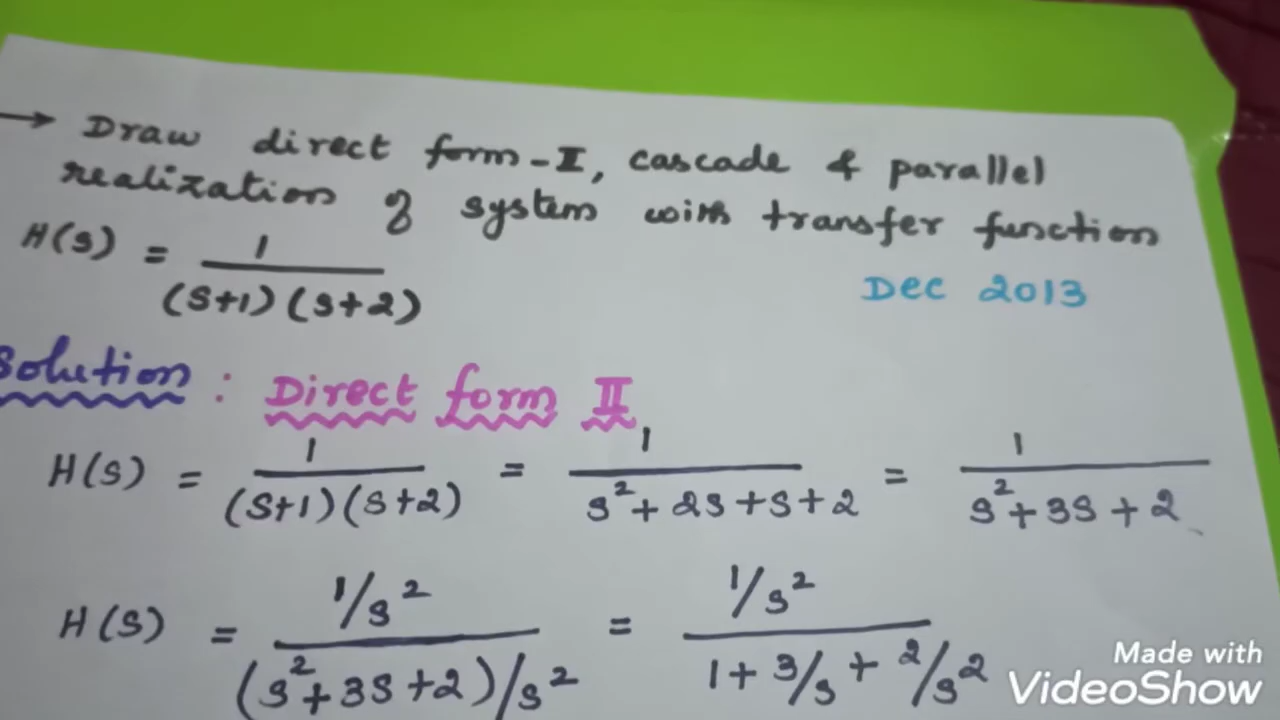 → Draw direct form-II, cascade & parallel
realization of system with transfer function
H(s) = 1/(s+1)(s+2)
Dec 2013
Solution : Direct form II
H(s) = 1/(s+1)(s+2) = 1/s²+2s+s+2 = 1/s²+3s+2
H(s) = 1/s²/(s²+3s+2)/s² = 1/s²/1+3/s+2/s²
Made with
VideoShow